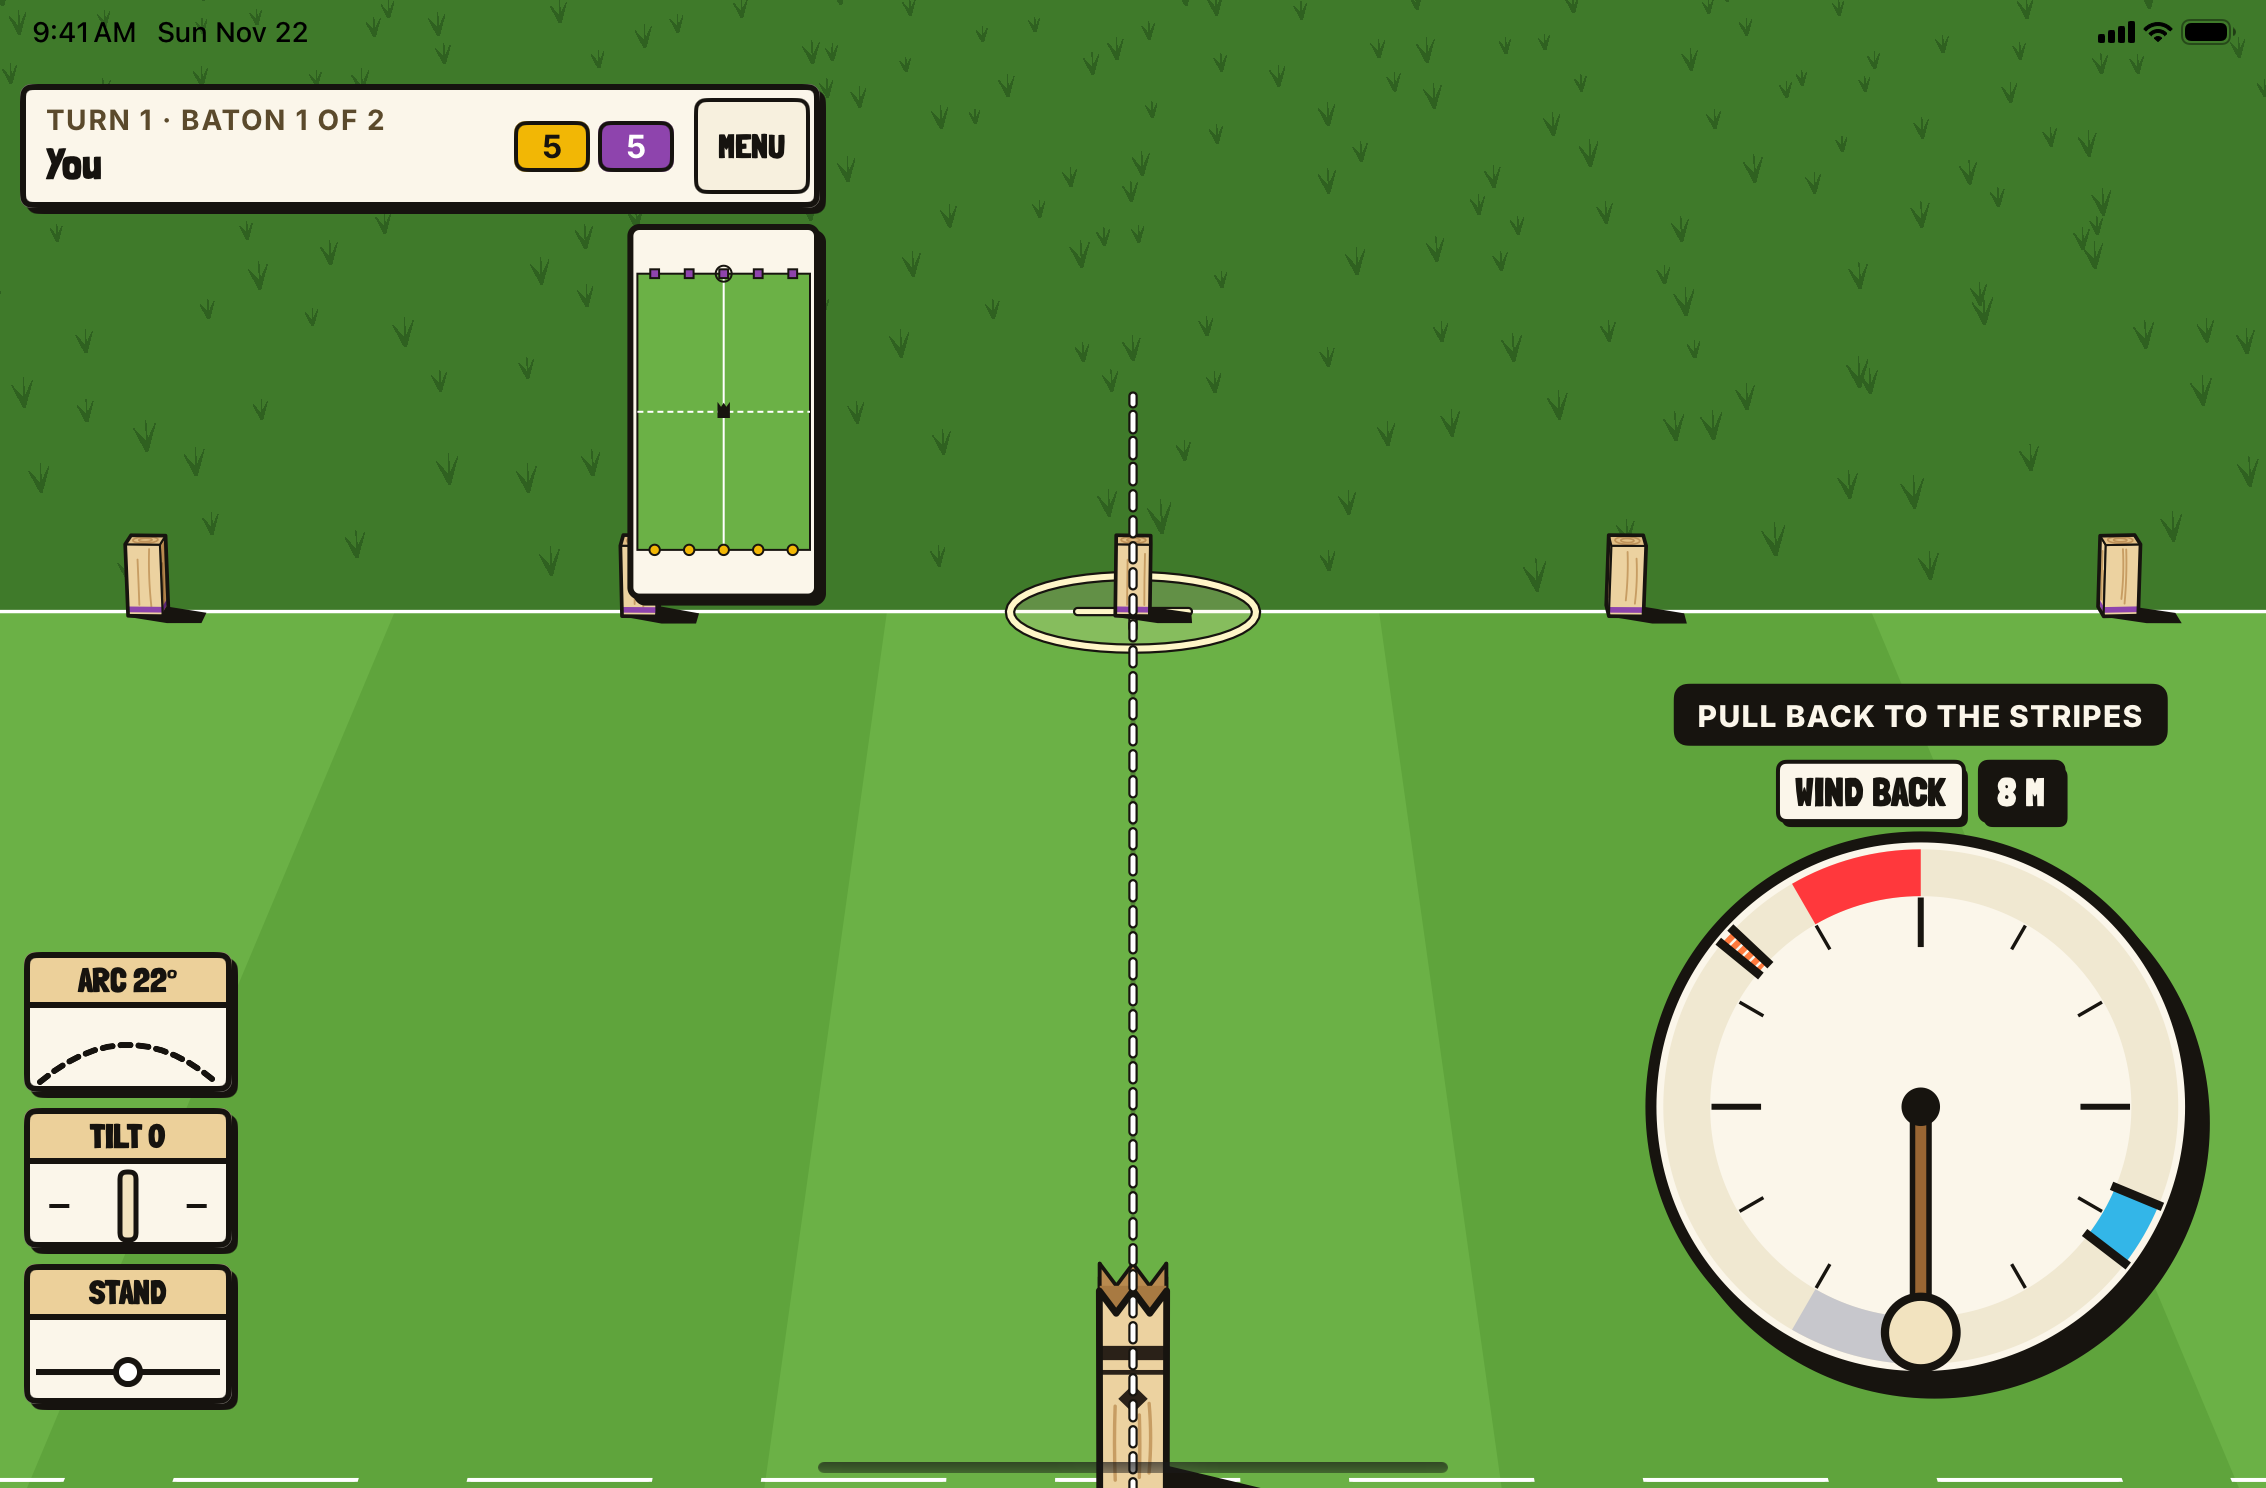 9:41 AM Sun Nov 22
TURN 1 · BATON 1 OF 2
You
5 5
MENU
PULL BACK TO THE STRIPES
WIND BACK 8 M
ARC 22°
TILT 0
STAND